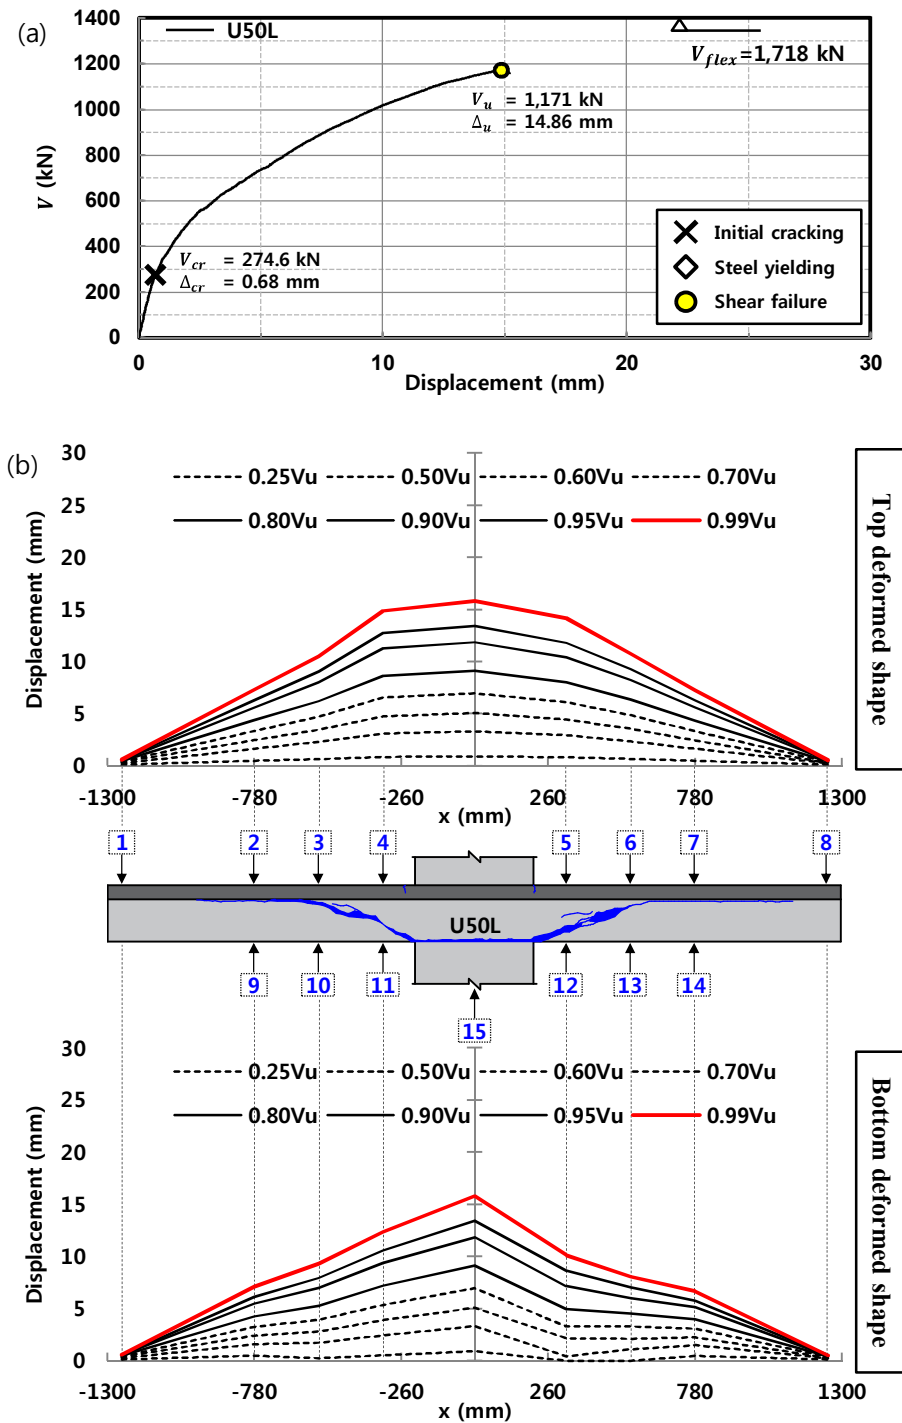 (a)
1400
1200
1000
800
600
400
200
0
V (kN)
U50L
V_flex=1,718 kN
V_u = 1,171 kN
Δ_u = 14.86 mm
V_cr = 274.6 kN
Δ_cr = 0.68 mm
Initial cracking
Steel yielding
Shear failure
0 10 20 30
Displacement (mm)
(b)
30
25
20
15
10
5
0
Displacement (mm)
0.25Vu 0.50Vu 0.60Vu 0.70Vu
0.80Vu 0.90Vu 0.95Vu 0.99Vu
Top deformed shape
-1300 -780 -260 260 780 1300
x (mm)
1 2 3 4 5 6 7 8
U50L
9 10 11 12 13 14
15
30
25
20
15
10
5
0
Displacement (mm)
0.25Vu 0.50Vu 0.60Vu 0.70Vu
0.80Vu 0.90Vu 0.95Vu 0.99Vu
Bottom deformed shape
-1300 -780 -260 260 780 1300
x (mm)